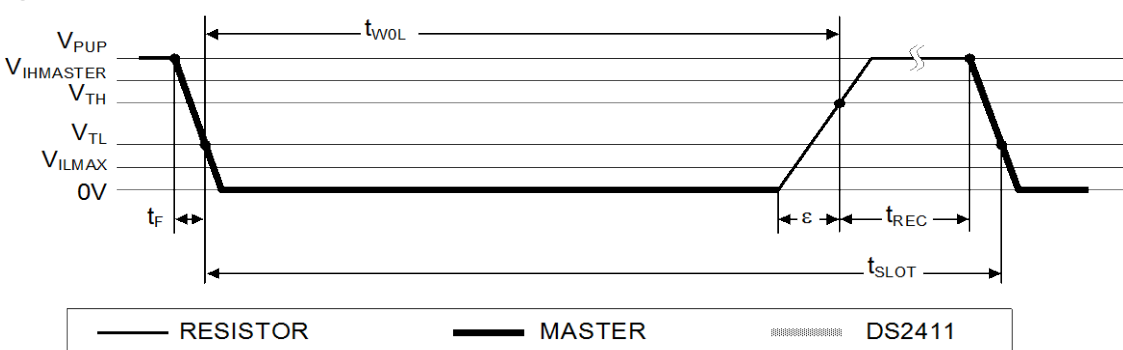 tW0L
VPUP
VIHMASTER
VTH
VTL
VILMAX
0V
tF
ε
tREC
tSLOT
RESISTOR MASTER DS2411